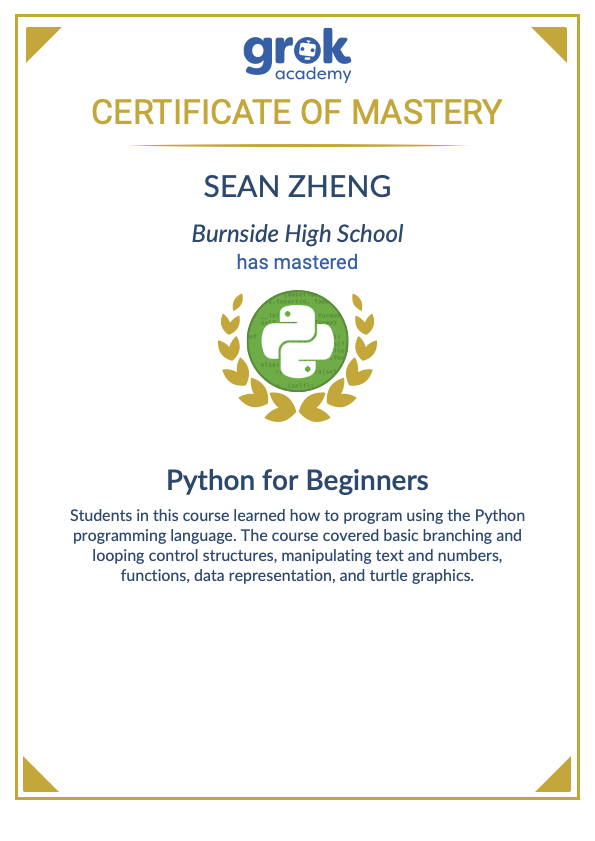 grok
academy
CERTIFICATE OF MASTERY
SEAN ZHENG
Burnside High School
has mastered
Python for Beginners
Students in this course learned how to program using the Python
programming language. The course covered basic branching and
looping control structures, manipulating text and numbers,
functions, data representation, and turtle graphics.